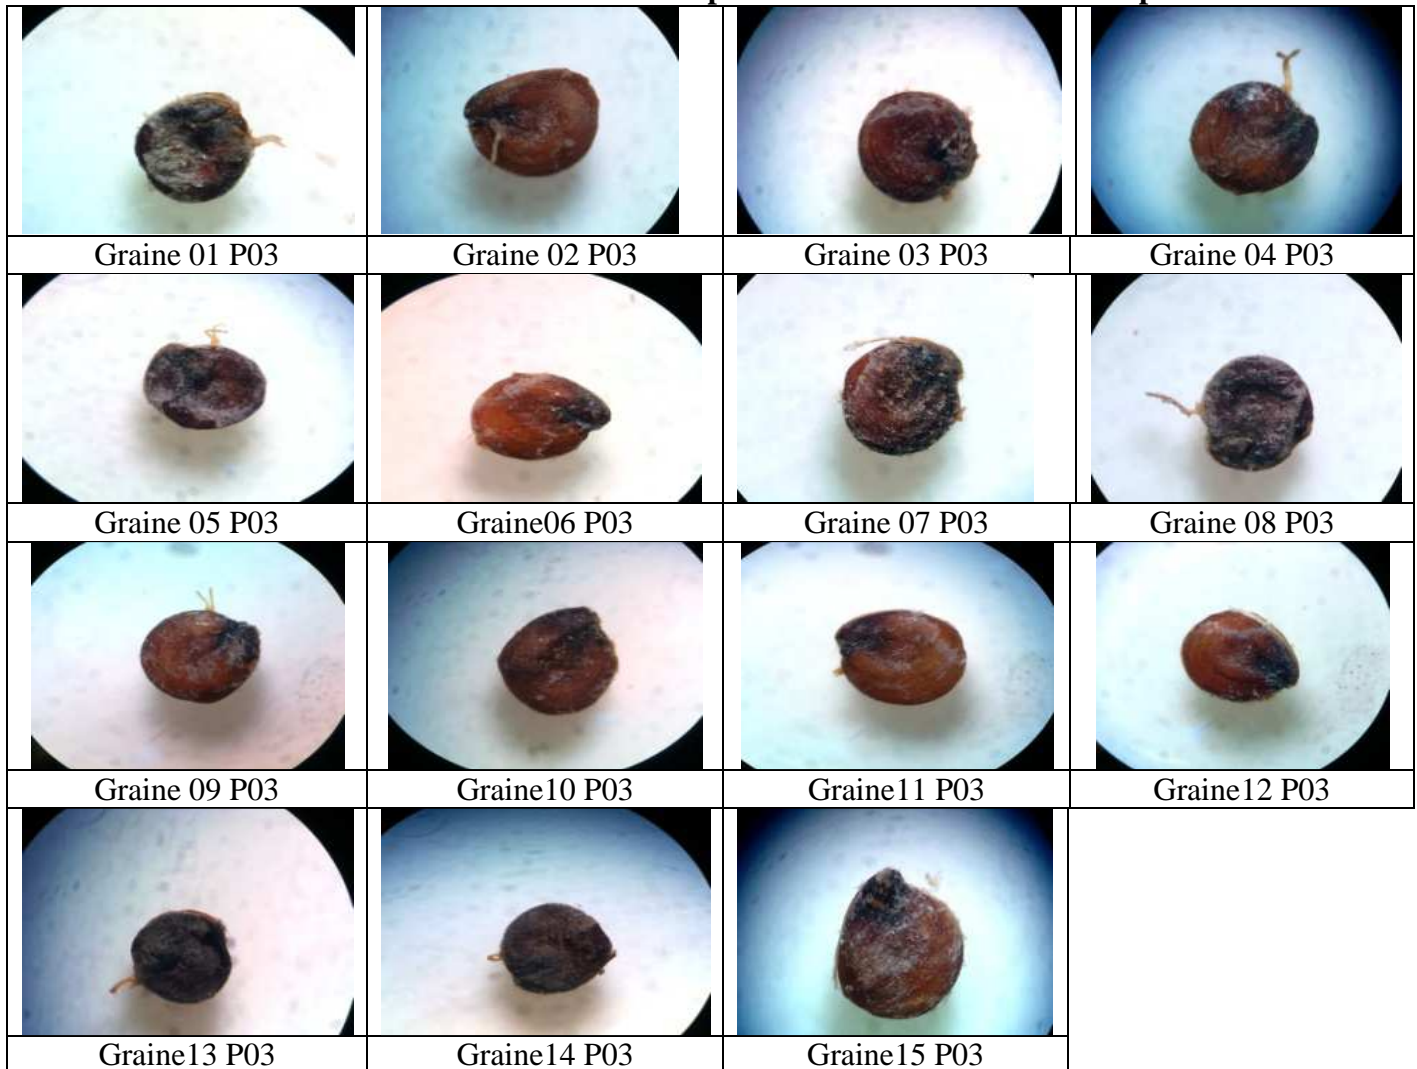 Graine 01 P03
Graine 02 P03
Graine 03 P03
Graine 04 P03
Graine 05 P03
Graine06 P03
Graine 07 P03
Graine 08 P03
Graine 09 P03
Graine10 P03
Graine11 P03
Graine12 P03
Graine13 P03
Graine14 P03
Graine15 P03